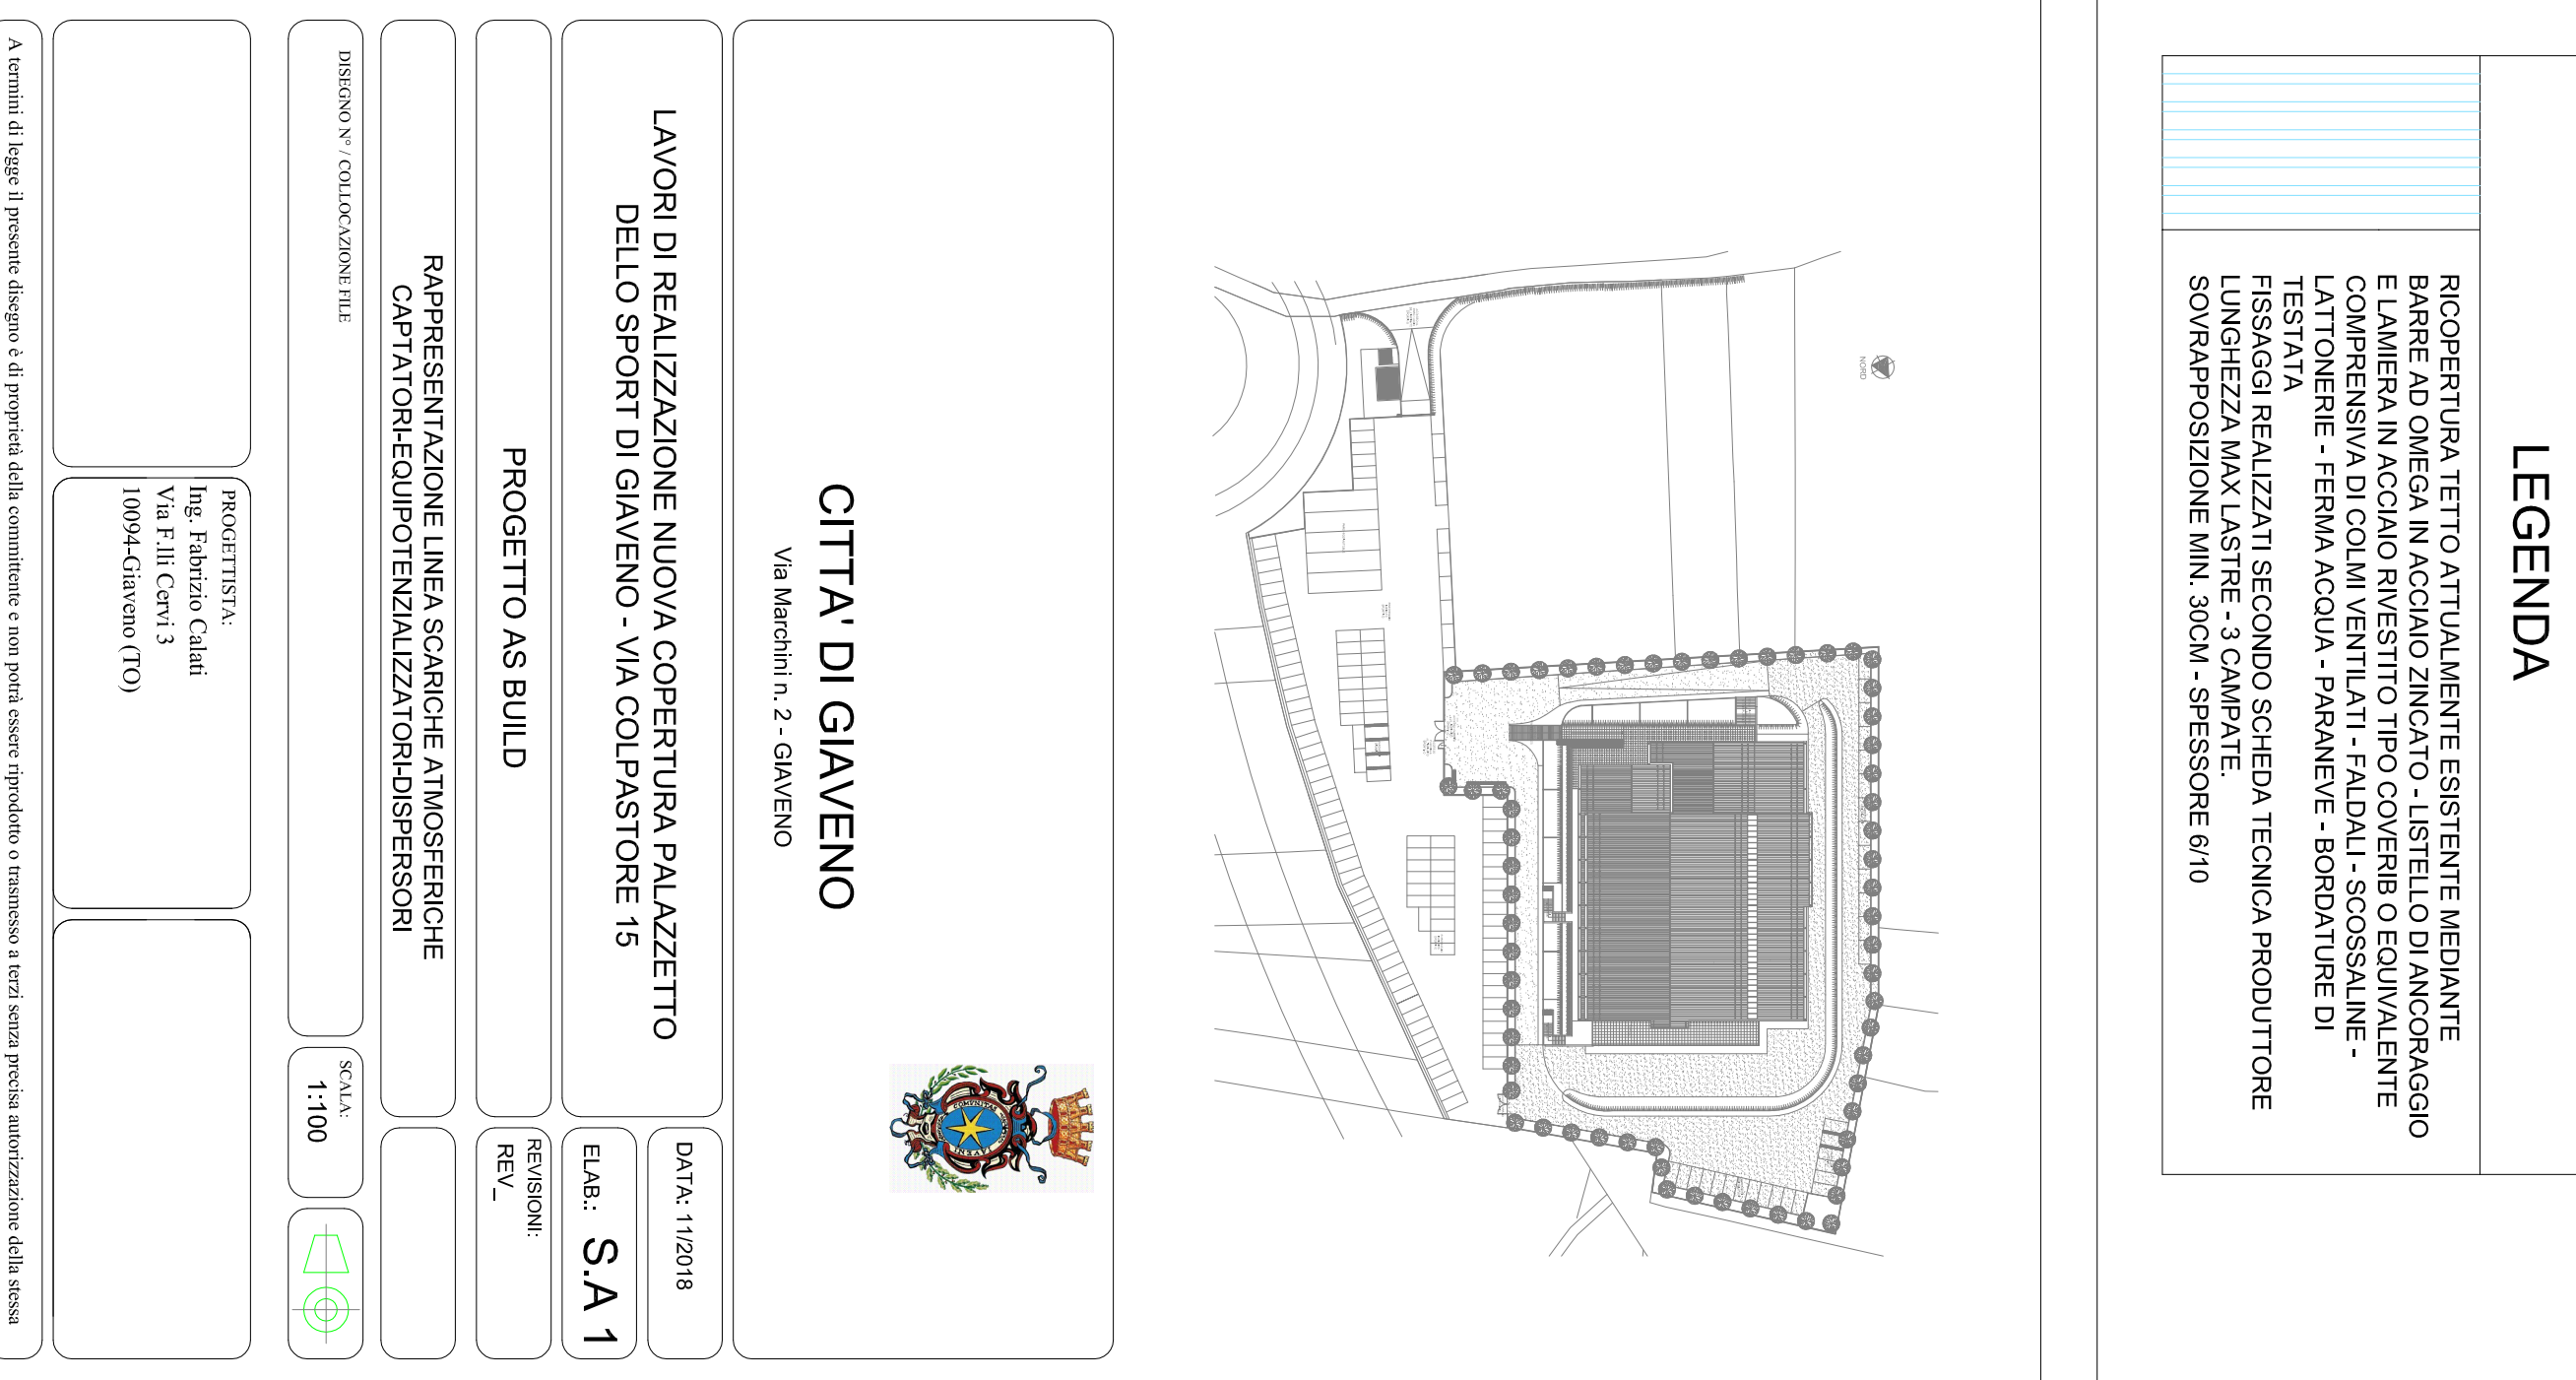 LEGENDA
RICOPERTURA TETTO ATTUALMENTE ESISTENTE MEDIANTE
BARRE AD OMEGA IN ACCIAIO ZINCATO - LISTELLO DI ANCORAGGIO
E LAMIERA IN ACCIAIO RIVESTITO TIPO COVERIB O EQUIVALENTE
COMPRENSIVA DI COLMI VENTILATI - FALDALI - SCOSSALINE -
LATTONERIE - FERMA ACQUA - PARANEVE - BORDATURE DI
TESTATA
FISSAGGI REALIZZATI SECONDO SCHEDA TECNICA PRODUTTORE
LUNGHEZZA MAX LASTRE - 3 CAMPATE.
SOVRAPPOSIZIONE MIN. 30CM - SPESSORE 6/10
NORD
COMUNITAS
IAVENI
CITTA' DI GIAVENO
Via Marchini n. 2 - GIAVENO
LAVORI DI REALIZZAZIONE NUOVA COPERTURA PALAZZETTO
DELLO SPORT DI GIAVENO - VIA COLPASTORE 15
DATA: 11/2018
ELAB.: S.A 1
PROGETTO AS BUILD
REVISIONI:
REV_
RAPPRESENTAZIONE LINEA SCARICHE ATMOSFERICHE
CAPTATORI-EQUIPOTENZIALIZZATORI-DISPERSORI
DISEGNO N° / COLLOCAZIONE FILE
SCALA:
1:100
PROGETTISTA:
Ing. Fabrizio Calati
Via F.lli Cervi 3
10094-Giaveno (TO)
A termini di legge il presente disegno è di proprietà della committente e non potrà essere riprodotto o trasmesso a terzi senza precisa autorizzazione della stessa